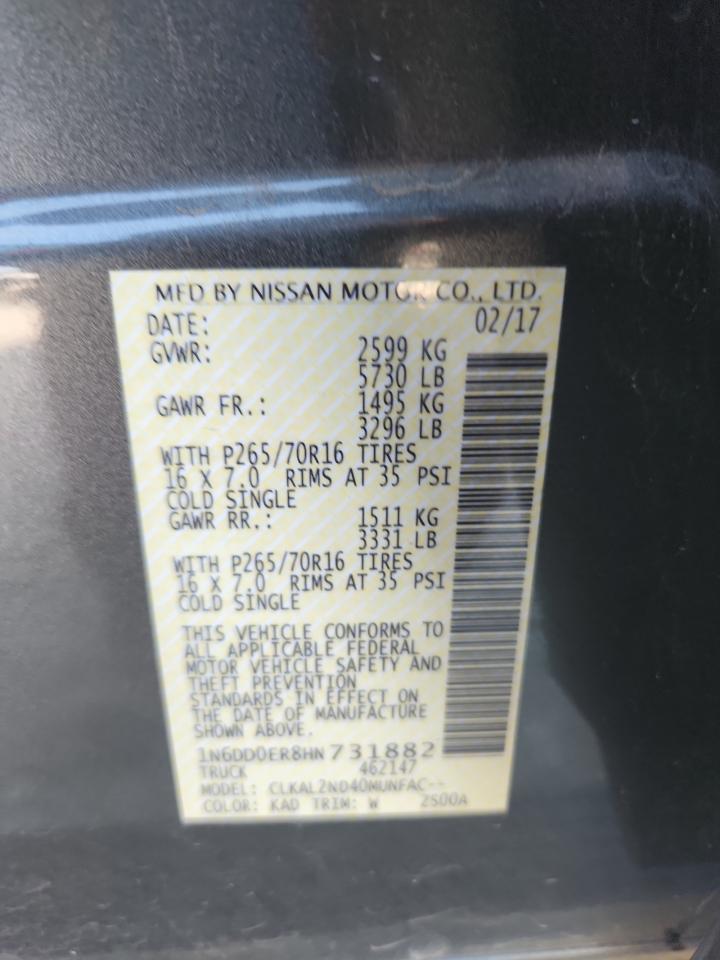 MFD BY NISSAN MOTOR CO., LTD.
DATE: 02/17
GVWR: 2599 KG
5730 LB
GAWR FR.: 1495 KG
3296 LB
WITH P265/70R16 TIRES
16 X 7.0 RIMS AT 35 PSI
COLD SINGLE
GAWR RR.: 1511 KG
3331 LB
WITH P265/70R16 TIRES
16 X 7.0 RIMS AT 35 PSI
COLD SINGLE
THIS VEHICLE CONFORMS TO
ALL APPLICABLE FEDERAL
MOTOR VEHICLE SAFETY AND
THEFT PREVENTION
STANDARDS IN EFFECT ON
THE DATE OF MANUFACTURE
SHOWN ABOVE.
1N6DD0ER8HN731882
TRUCK 462147
MODEL: CLKAL2ND40MUNFAC--
COLOR: KAD TRIM: W 2S00A